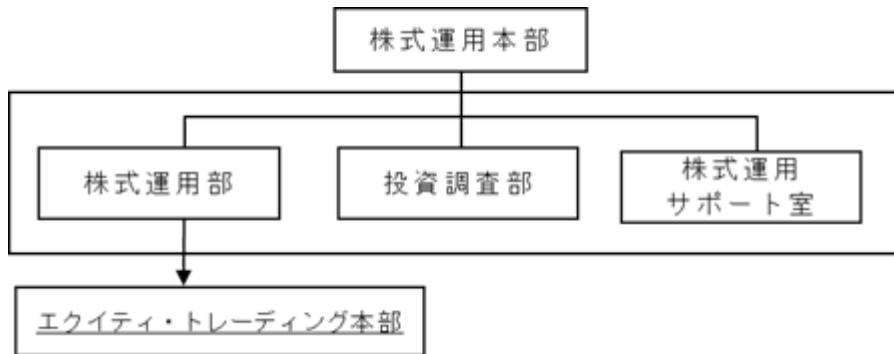 株式運用本部
株式運用部
投資調査部
株式運用
サポート室
エクイティ・トレーディング本部